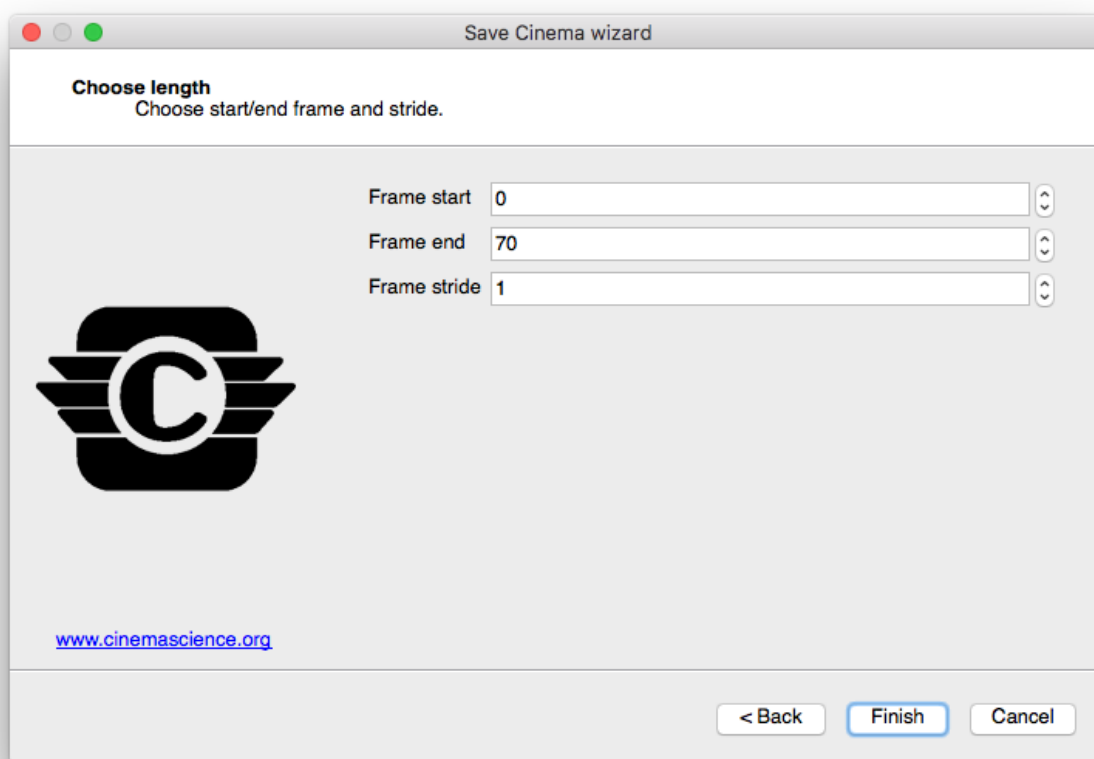 Save Cinema wizard
Choose length
Choose start/end frame and stride.
Frame start 0
Frame end 70
Frame stride 1
C
www.cinemascience.org
< Back Finish Cancel